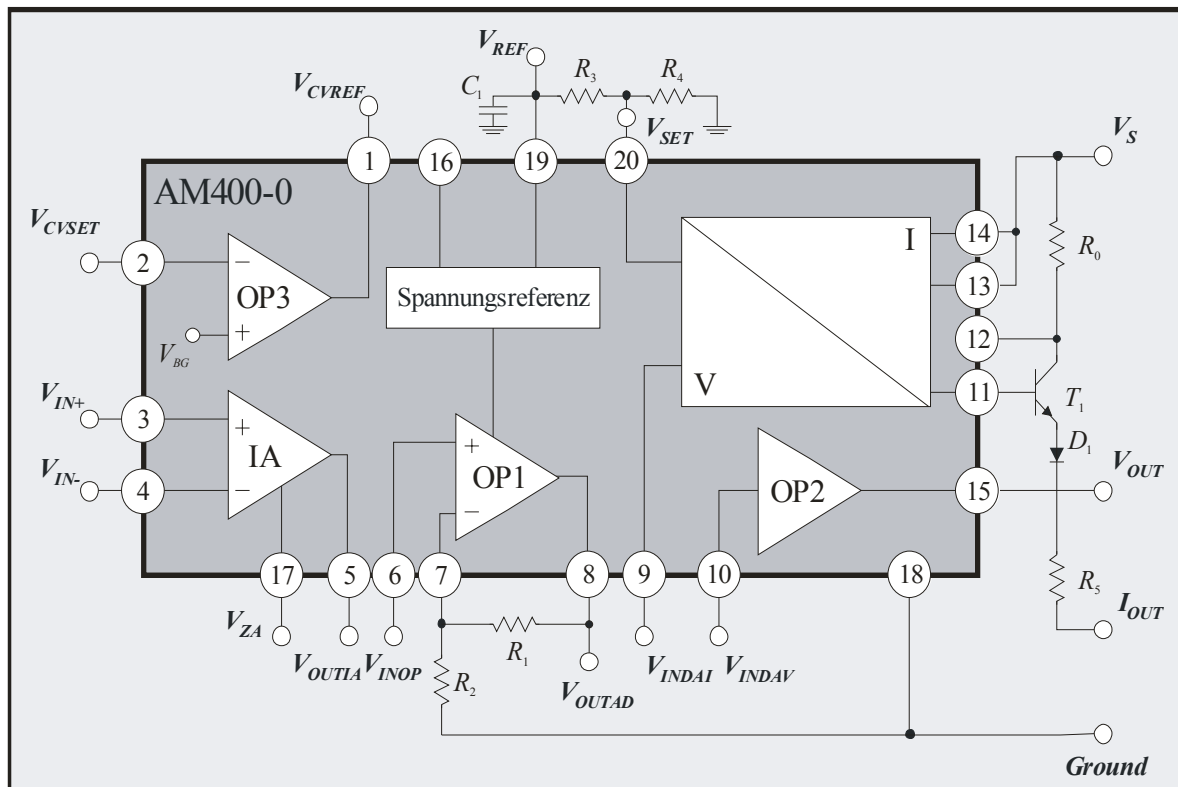 V_REF
R_3
R_4
C_1
V_CVREF
V_SET
V_S
1
16
19
20
AM400-0
V_CVSET
2
−
OP3
+
V_BG
Spannungsreferenz
I
V
14
13
12
11
R_0
T_1
D_1
V_IN+
3
+
IA
V_IN-
4
−
+
OP1
−
OP2
15
V_OUT
17
5
6
7
8
9
10
18
R_5
I_OUT
V_ZA
V_OUTIA
V_INOP
R_1
R_2
V_OUTAD
V_INDAI
V_INDAV
Ground